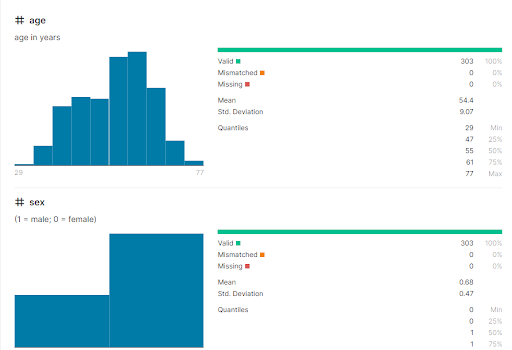 # age
age in years
29 77
Valid 303 100%
Mismatched 0 0%
Missing 0 0%
Mean 54.4
Std. Deviation 9.07
Quantiles 29 Min
47 25%
55 50%
61 75%
77 Max
# sex
(1 = male; 0 = female)
Valid 303 100%
Mismatched 0 0%
Missing 0 0%
Mean 0.68
Std. Deviation 0.47
Quantiles 0 Min
0 25%
1 50%
1 75%